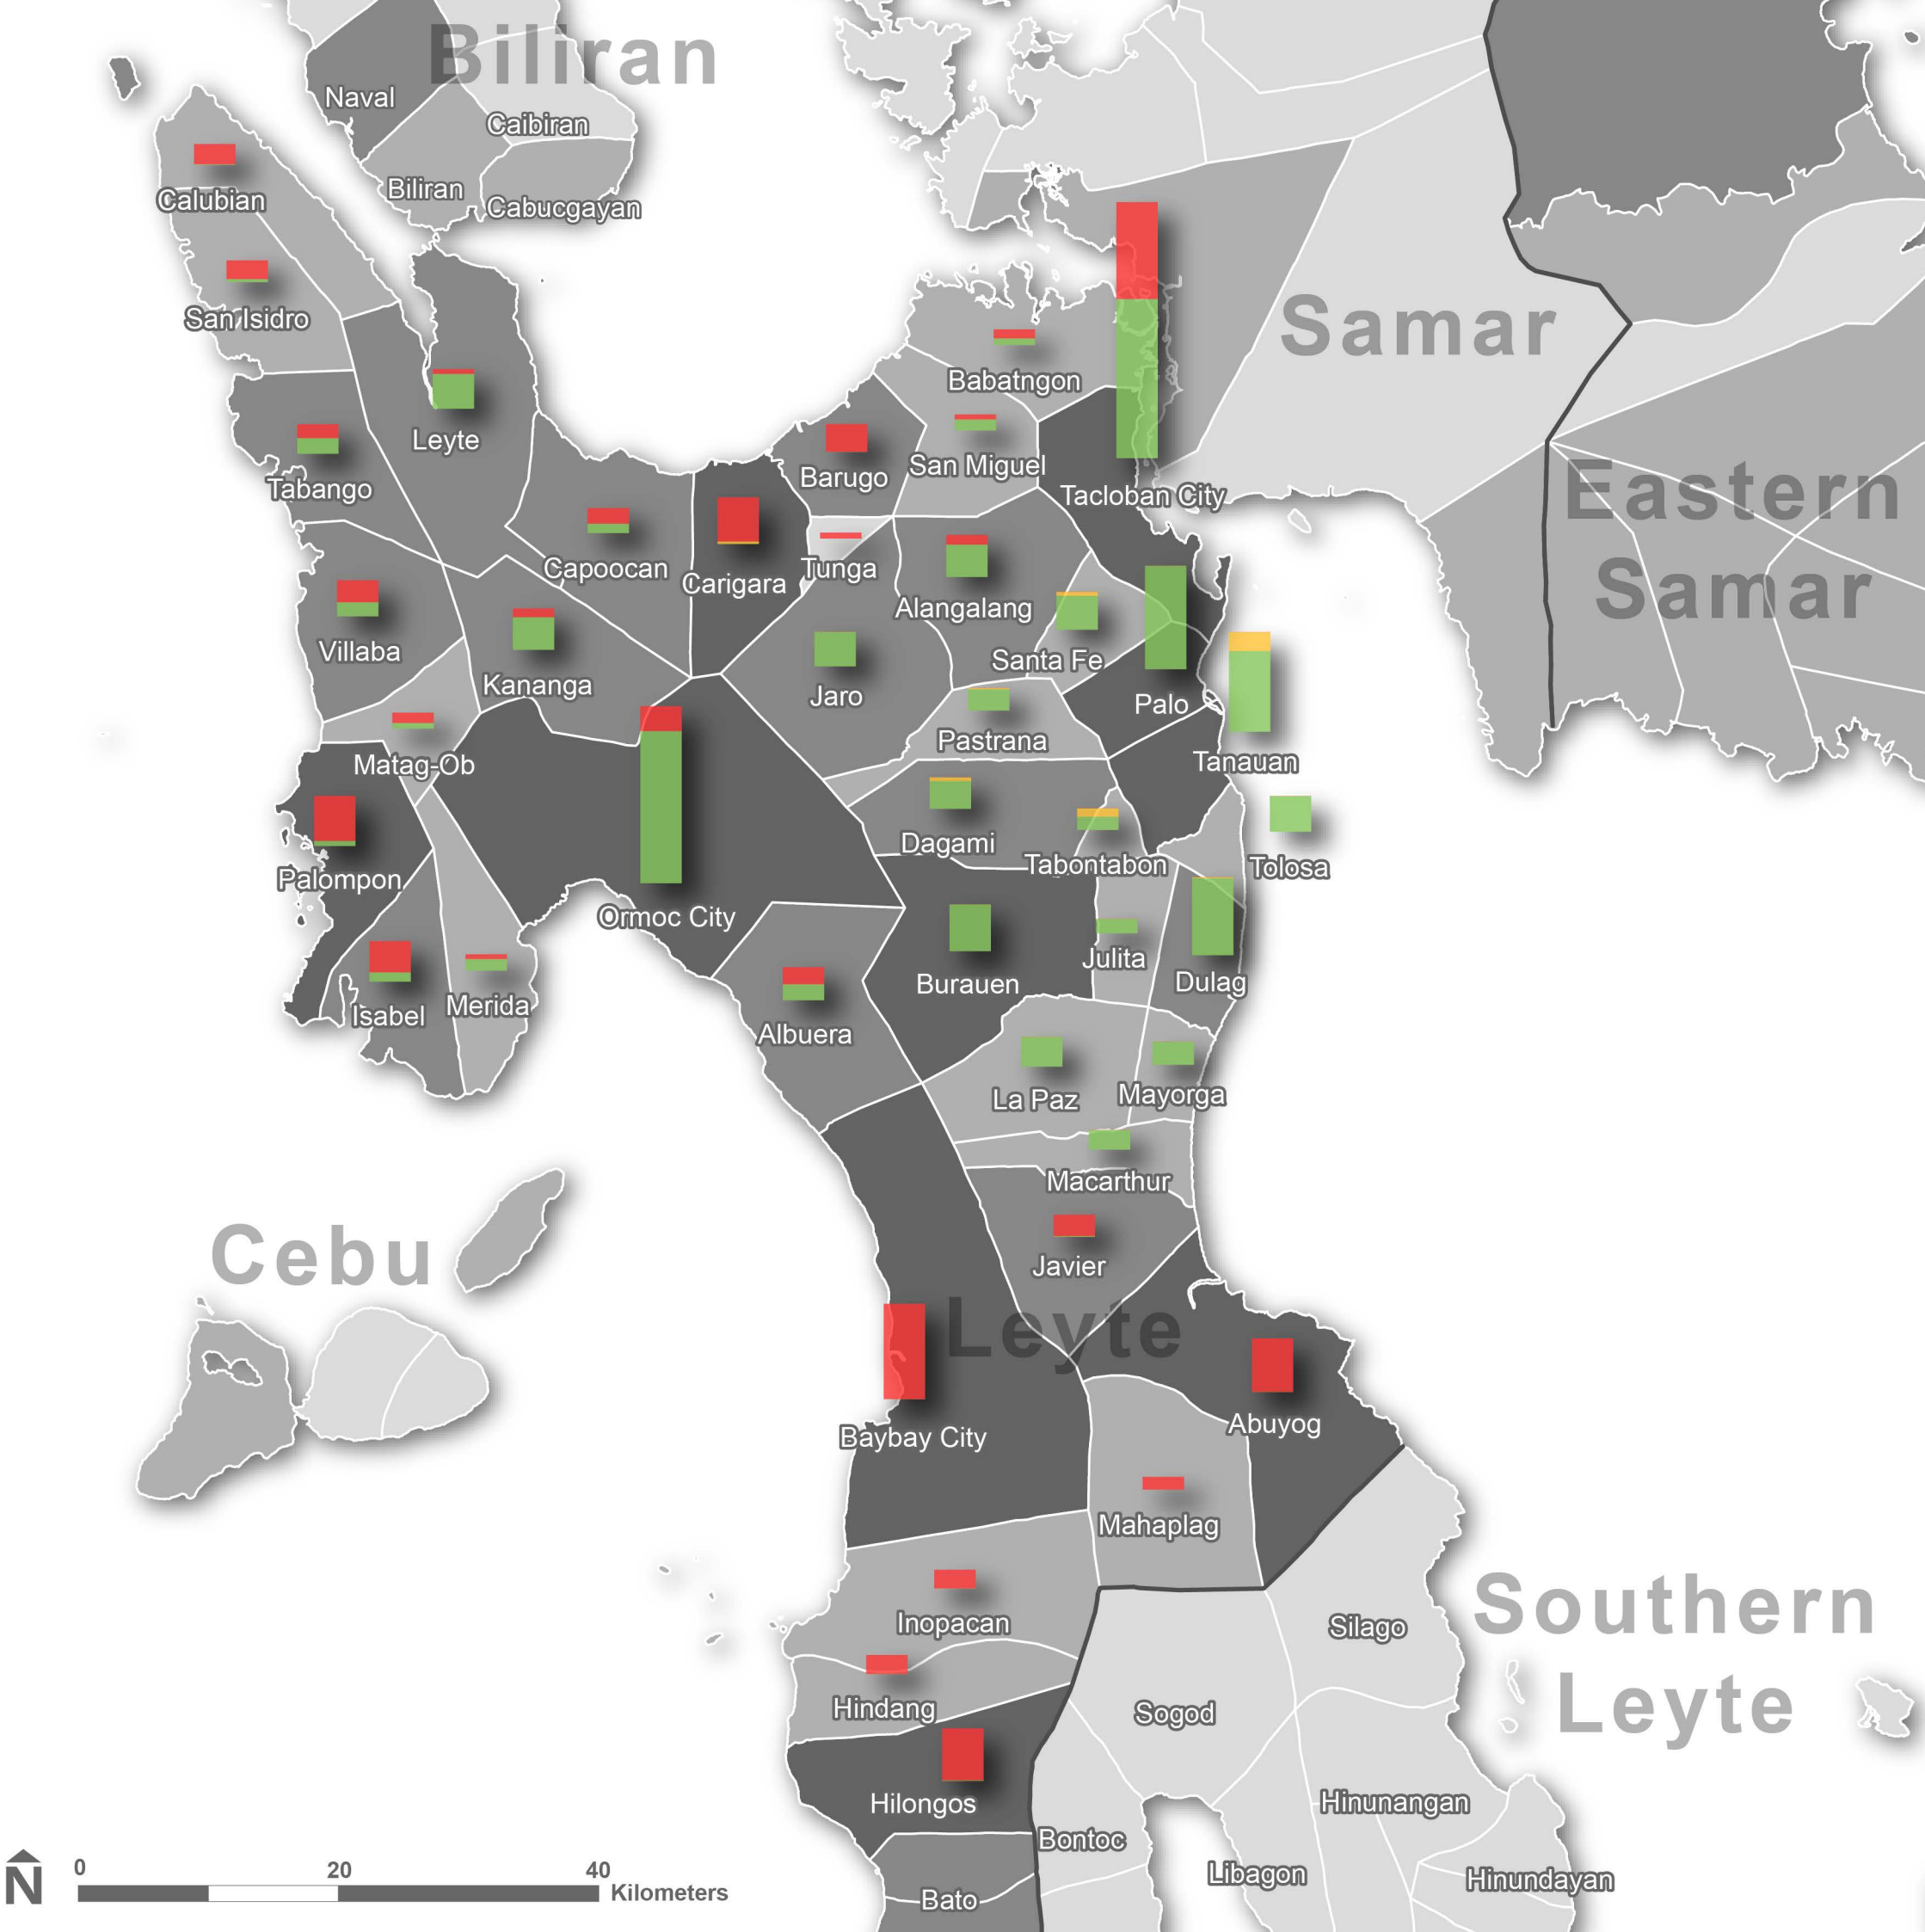 Biliran
Naval
Caibiran
Biliran
Cabucgayan
Calubian
San Isidro
Samar
Babatngon
Leyte
San Miguel
Barugo
Tabango
Tacloban City
Eastern
Samar
Capoocan
Carigara
Tunga
Alangalang
Villaba
Santa Fe
Kananga
Jaro
Palo
Pastrana
Tanauan
Matag-Ob
Dagami
Tabontabon
Tolosa
Palompon
Ormoc City
Julita
Burauen
Dulag
Isabel
Merida
Albuera
La Paz
Mayorga
Macarthur
Cebu
Javier
Leyte
Abuyog
Baybay City
Mahaplag
Inopacan
Silago
Southern
Leyte
Hindang
Sogod
Hilongos
Hinunangan
Bontoc
Libagon
Hinundayan
Bato
N
0 20 40
Kilometers